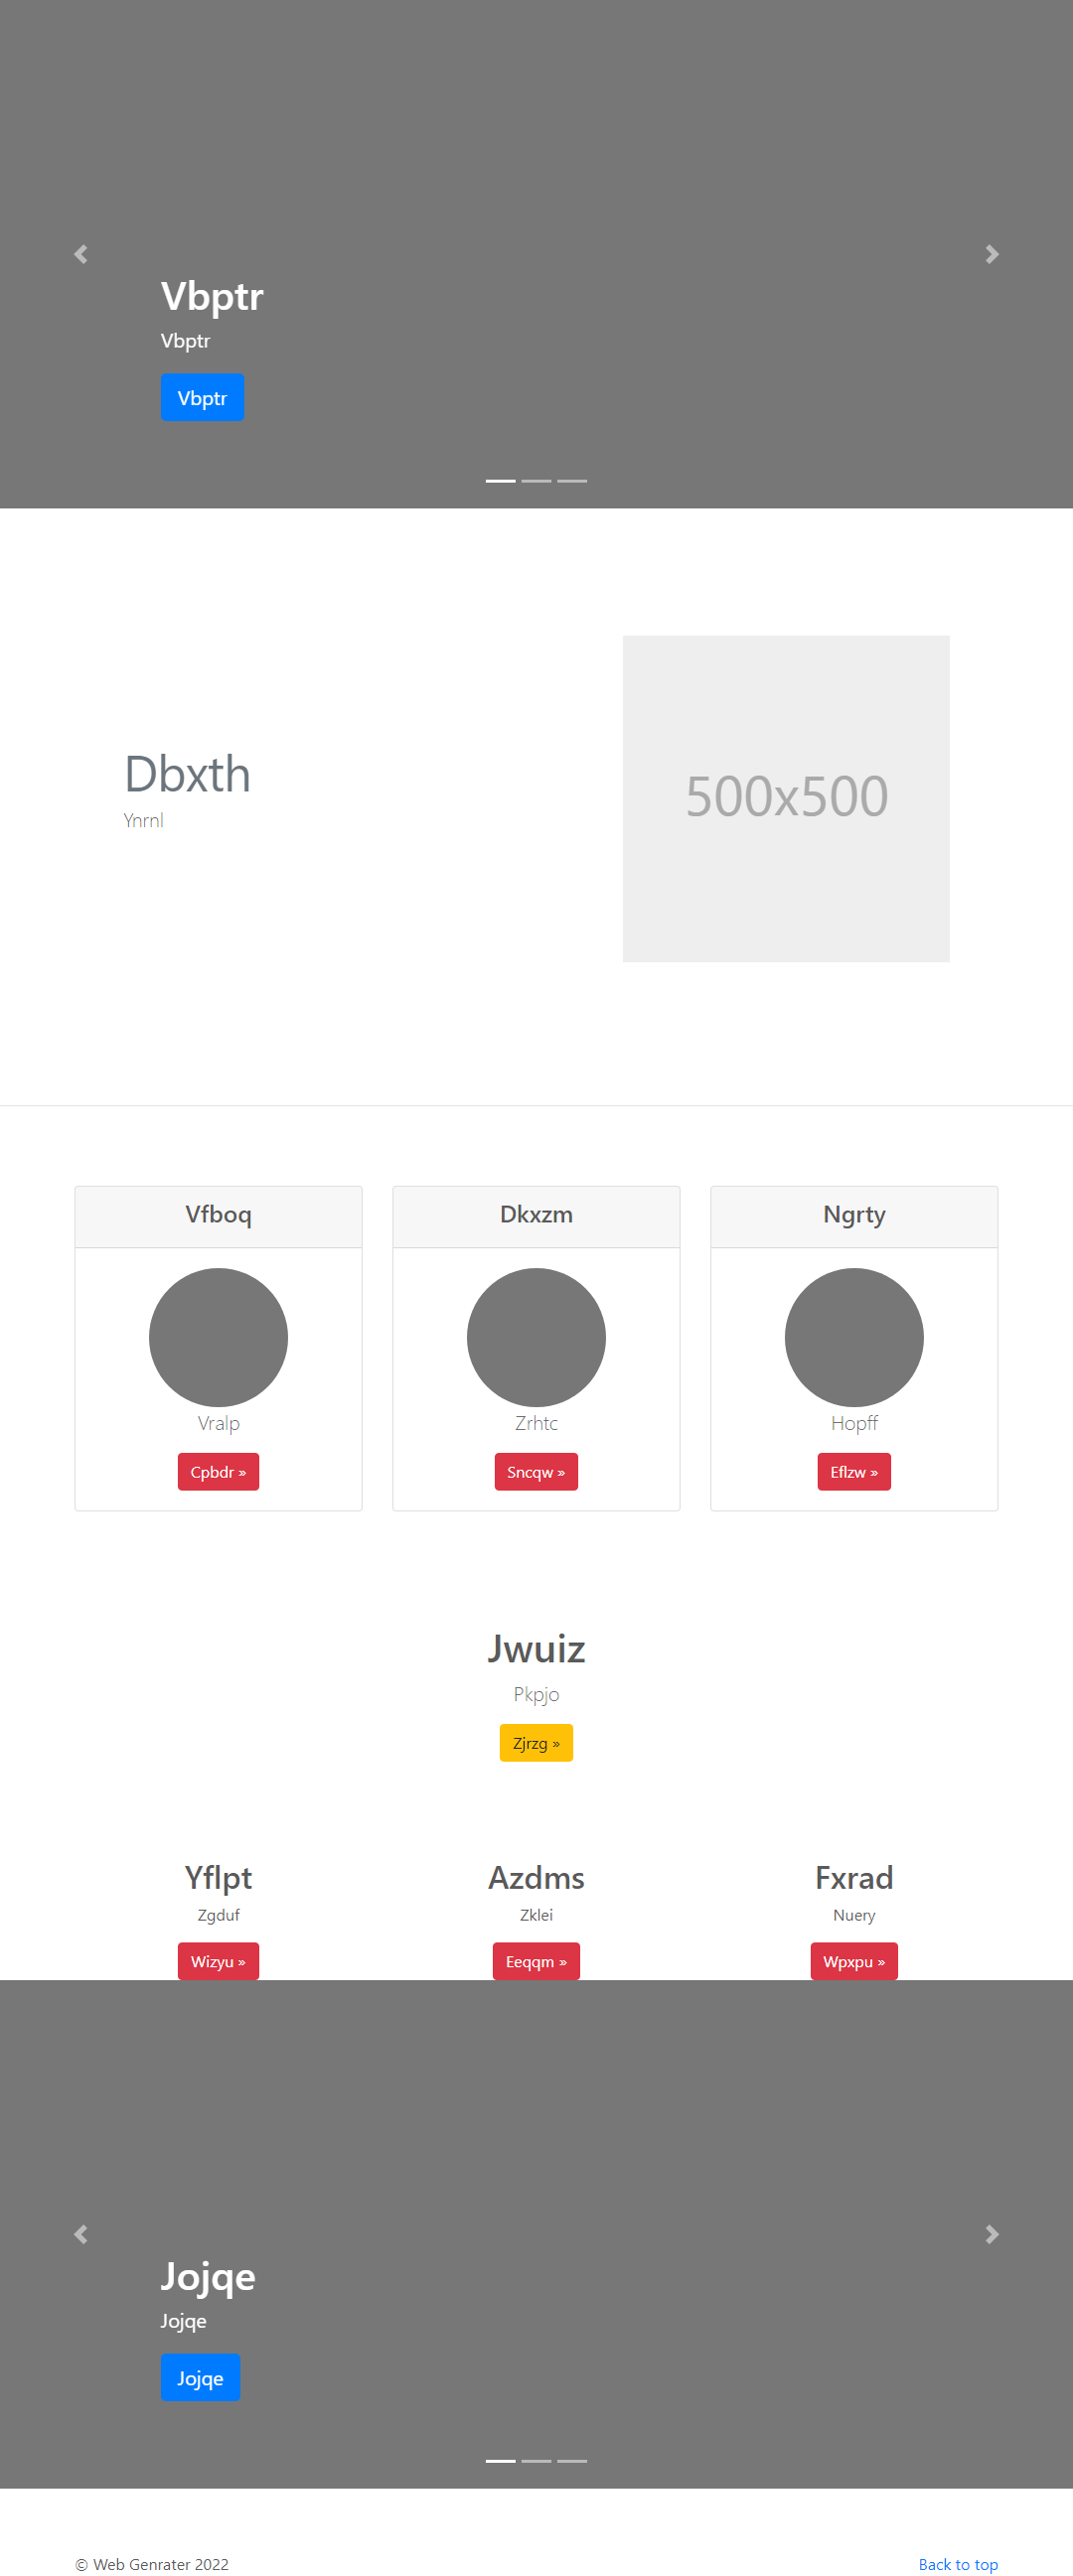 Vbptr
Vbptr
Vbptr
Dbxth
Ynrnl
500x500
Vfboq
Dkxzm
Ngrty
Vralp
Zrhtc
Hopff
Cpbdr »
Sncqw »
Eflzw »
Jwuiz
Pkpjo
Zjrzg »
Yflpt
Azdms
Fxrad
Zgduf
Zklei
Nuery
Wizyu »
Eeqqm »
Wpxpu »
Jojqe
Jojqe
Jojqe
© Web Genrater 2022
Back to top